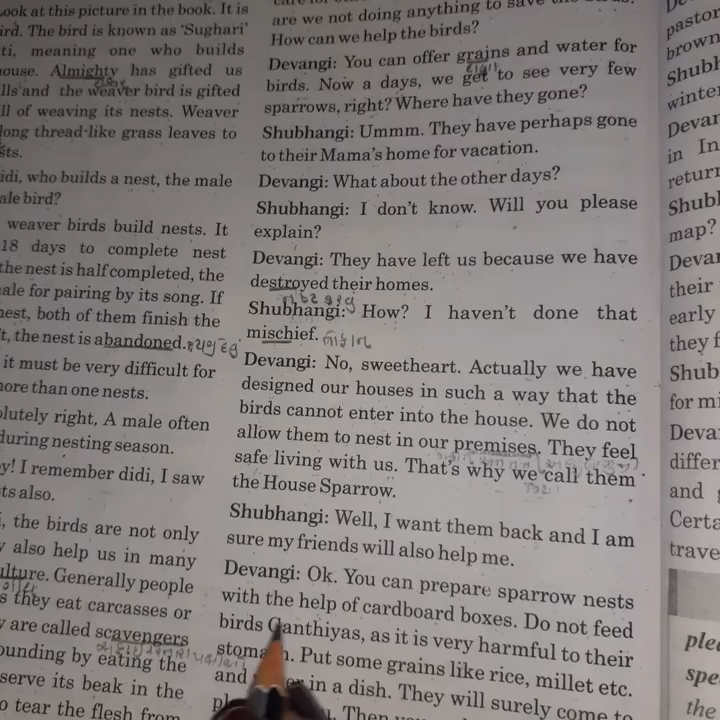 ook at this picture in the book. It is
ird. The bird is known as 'Sughari'
ti, meaning one who builds
ouse. Almighty has gifted us
lls and the weaver bird is gifted
ll of weaving its nests. Weaver
long thread-like grass leaves to
sts.
idi, who builds a nest, the male
ale bird?
weaver birds build nests. It
18 days to complete nest
the nest is half completed, the
ale for pairing by its song. If
nest, both of them finish the
t, the nest is abandoned.
it must be very difficult for
more than one nests.
olutely right, A male often
during nesting season.
y! I remember didi, I saw
sts also.
i, the birds are not only
y also help us in many
ulture. Generally people
s they eat carcasses or
y are called scavengers
ounding by eating the
serve its beak in the
o tear the flesh from
are we not doing anything to save the
How can we help the birds?
Devangi: You can offer grains and water for
birds. Now a days, we get to see very few
sparrows, right? Where have they gone?
Shubhangi: Ummm. They have perhaps gone
to their Mama's home for vacation.
Devangi: What about the other days?
Shubhangi: I don't know. Will you please
explain?
Devangi: They have left us because we have
destroyed their homes.
Shubhangi: How? I haven't done that
mischief.
Devangi: No, sweetheart. Actually we have
designed our houses in such a way that the
birds cannot enter into the house. We do not
allow them to nest in our premises. They feel
safe living with us. That's why we call them
the House Sparrow.
Shubhangi: Well, I want them back and I am
sure my friends will also help me.
Devangi: Ok. You can prepare sparrow nests
with the help of cardboard boxes. Do not feed
birds Ganthiyas, as it is very harmful to their
stomach. Put some grains like rice, millet etc.
and in a dish. They will surely come to
Then
pastor
brown
Shubh
winte
Devar
in In
return
Shubl
map?
Deva
their
early
they f
Shub
for mi
Deva
differ
and
Certa
trave
plea
spe
the